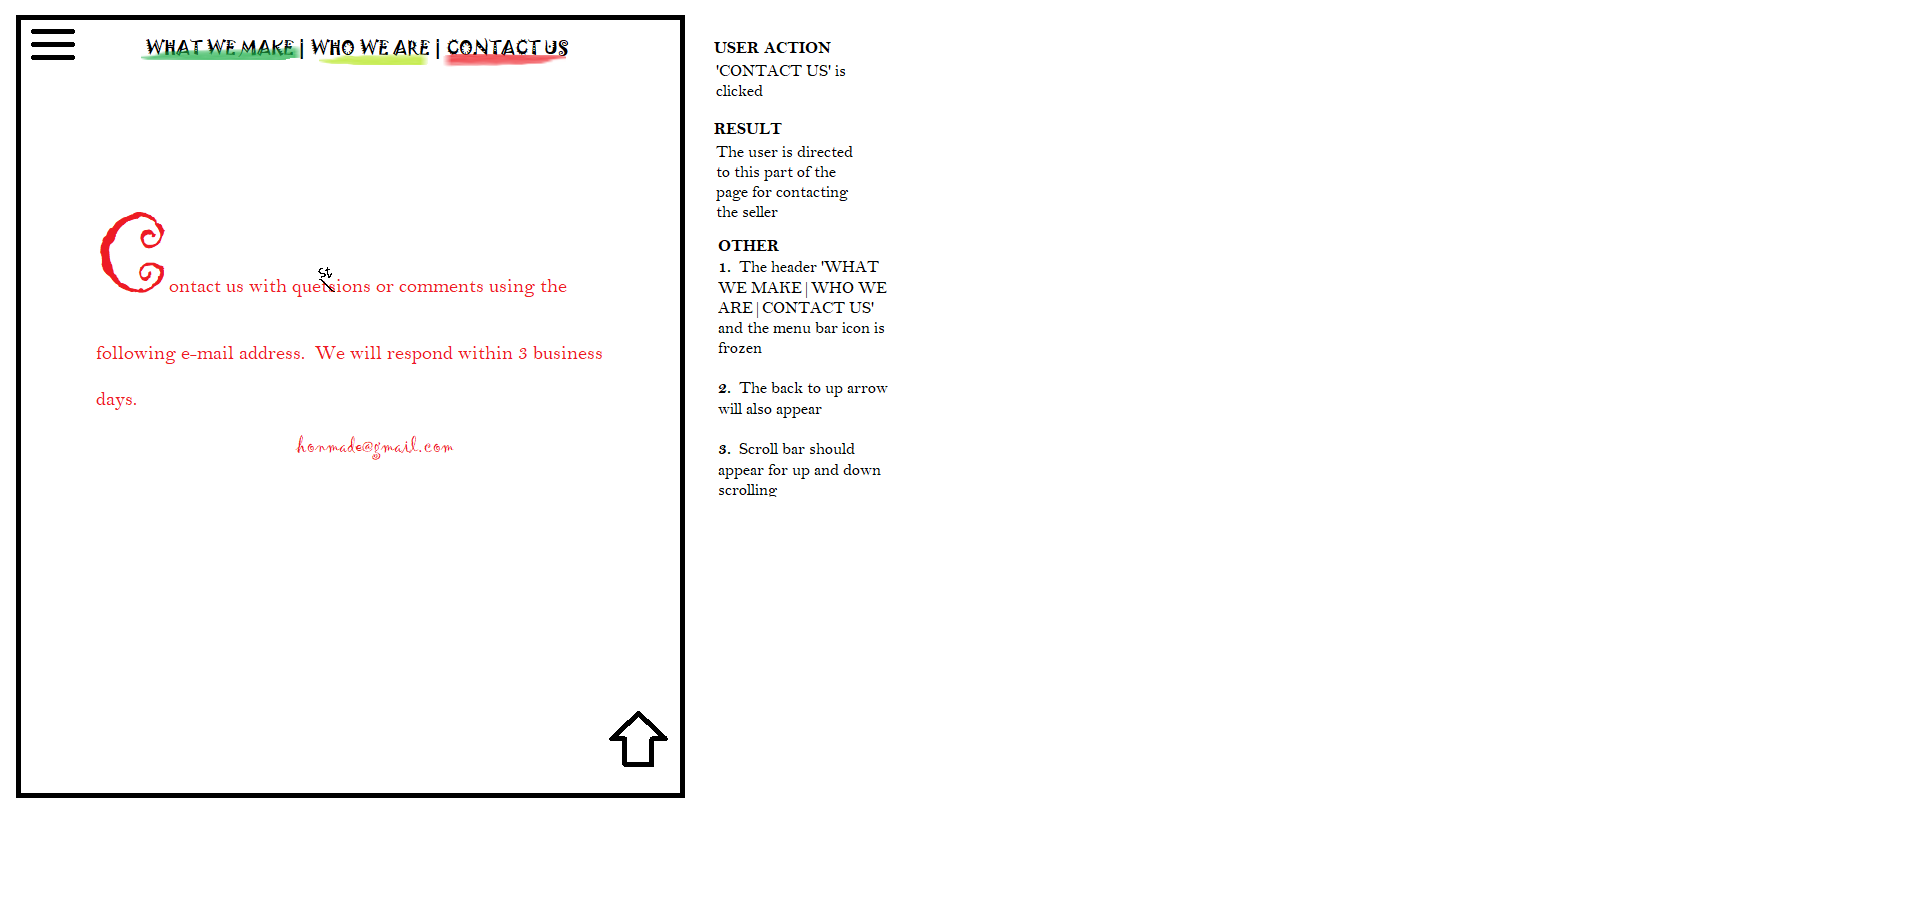 WHAT WE MAKE | WHO WE ARE | CONTACT US
st
Contact us with quetsions or comments using the
following e-mail address.  We will respond within 3 business
days.
honmade@gmail.com
USER ACTION
'CONTACT US' is
clicked
RESULT
The user is directed
to this part of the
page for contacting
the seller
OTHER
1.  The header 'WHAT
WE MAKE | WHO WE
ARE | CONTACT US'
and the menu bar icon is
frozen
2.  The back to up arrow
will also appear
3.  Scroll bar should
appear for up and down
scrolling